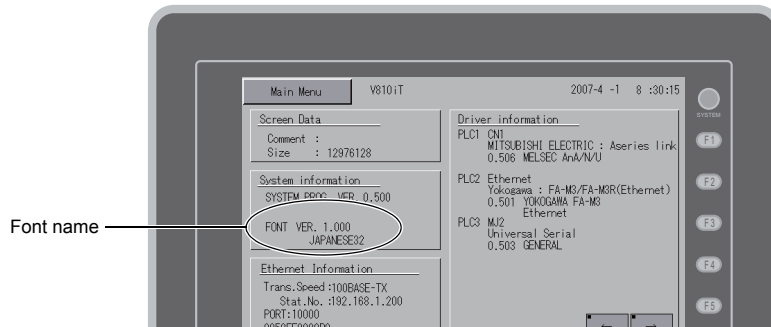 Main Menu
V810iT
2007-4 -1 8 :30:15
SYSTEM
Screen Data
Comment :
Size : 12976128
System information
SYSTEM PROG. VER. 0.500
FONT VER. 1.000
JAPANESE32
Ethernet Information
Trans.Speed :100BASE-TX
Stat.No. :192.168.1.200
PORT:10000
Driver information
PLC1 CN1
MITSUBISHI ELECTRIC : Aseries link
0.506 MELSEC AnA/N/U
PLC2 Ethernet
Yokogawa : FA-M3/FA-M3R(Ethernet)
0.501 YOKOGAWA FA-M3
Ethernet
PLC3 MJ2
Universal Serial
0.503 GENERAL
F1
F2
F3
F4
F5
Font name